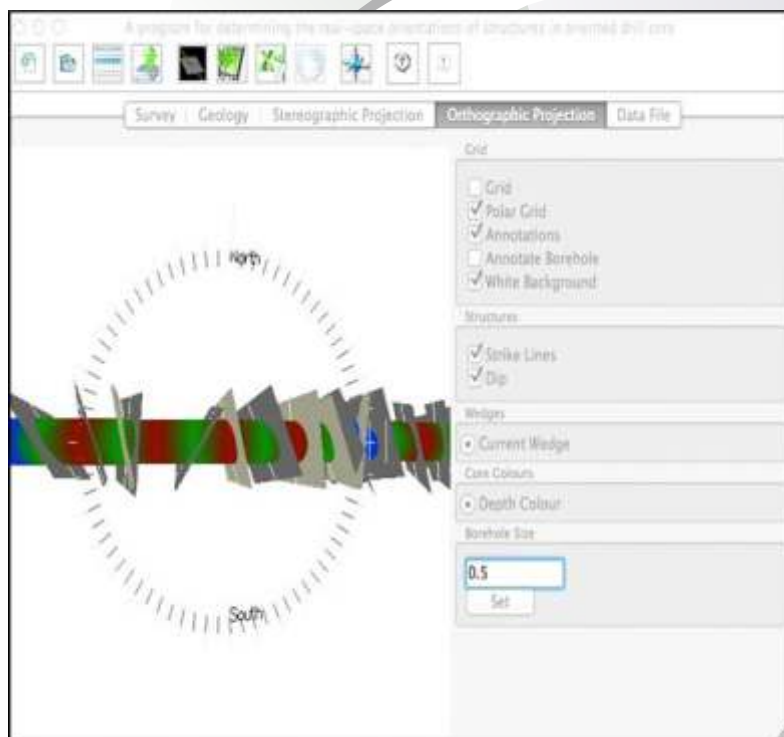 A program for determining the real-space orientations of structures in oriented drill core
Survey Geology Stereographic Projection Orthographic Projection Data File
Grid
Grid
Polar Grid
Annotations
Annotate Borehole
White Background
Structures
Strike Lines
Dip
Wedges
Current Wedge
Core Colours
Depth Colour
Borehole Size
0.5
Set
North
South